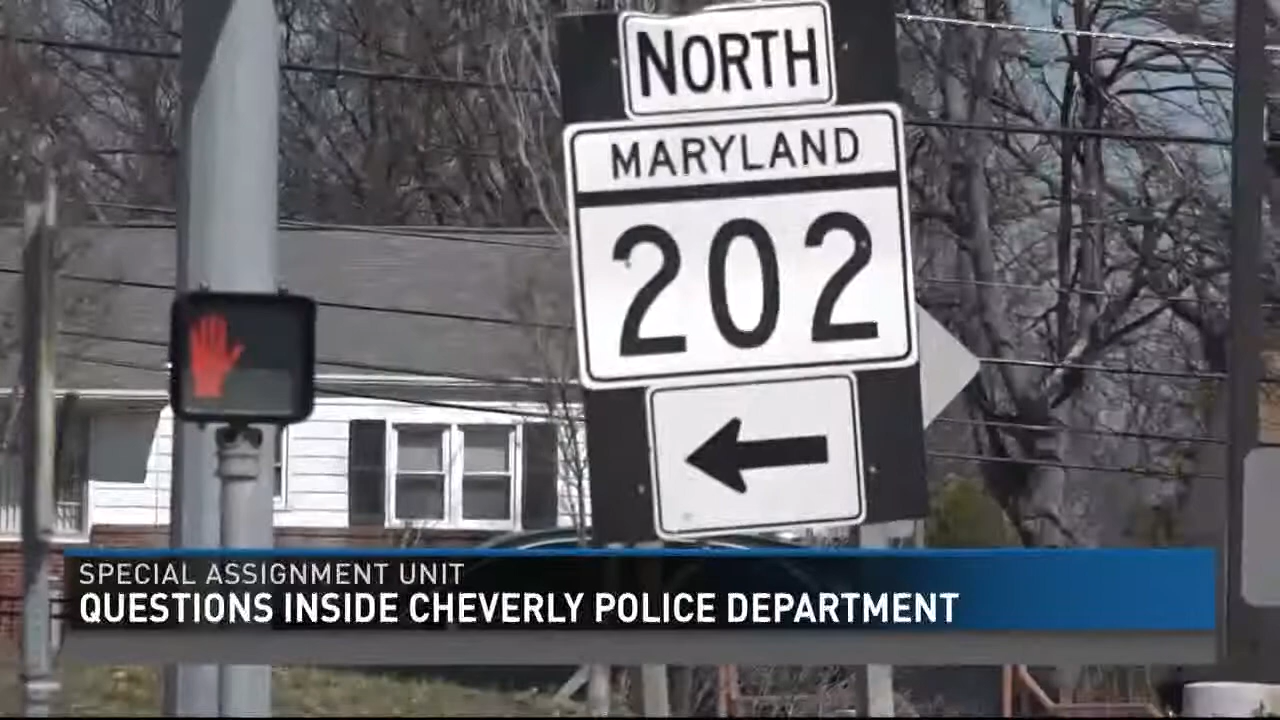 NORTH
MARYLAND
202
SPECIAL ASSIGNMENT UNIT
QUESTIONS INSIDE CHEVERLY POLICE DEPARTMENT